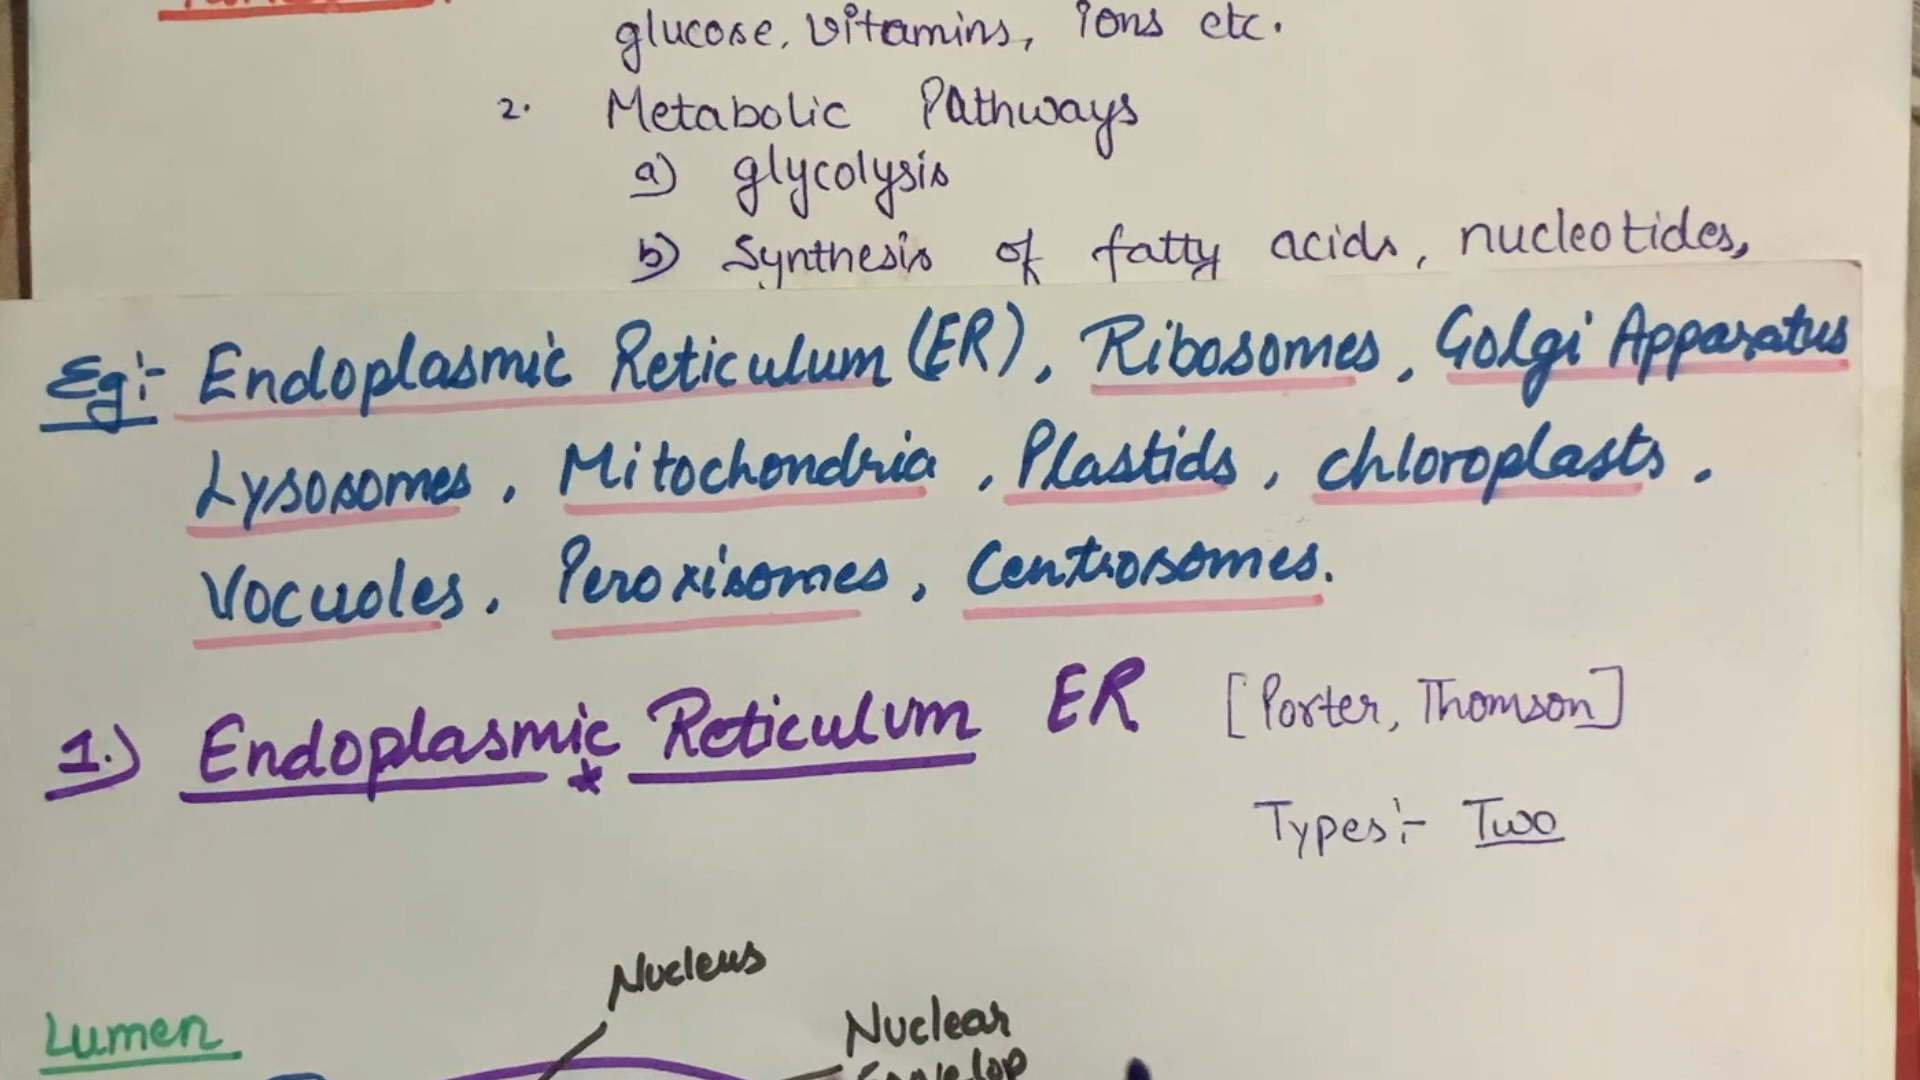 glucose, vitamins, ions etc.
2. Metabolic Pathways
a) glycolysis
b) Synthesis of fatty acids, nucleotides,
Eg:- Endoplasmic Reticulum (ER), Ribosomes, Golgi Apparatus
Lysosomes, Mitochondria, Plastids, chloroplasts.
Vocuoles, Peroxisomes, Centrosomes.
1.) Endoplasmic Reticulum ER [Porter, Thomson]
Types:- Two
Nucleus
Lumen
Nuclear
Envelop